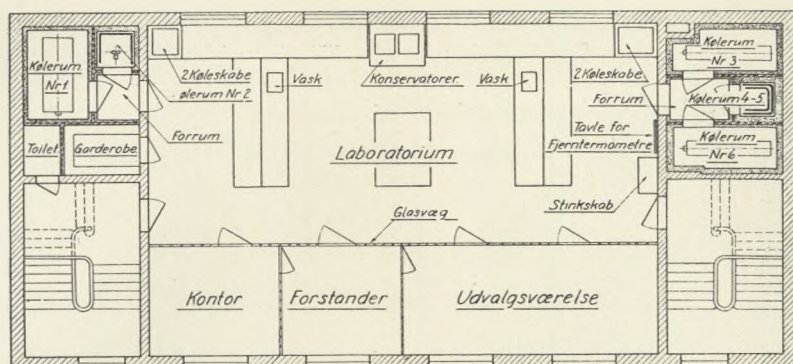 Kølerum
Nr 1
2 Køleskabe
ølerum Nr 2
Forrum
Toilet
Garderobe
Vask
Konservatorer
Vask
2 Køleskabe
Forrum
Tavle for
Fjerntermometre
Kølerum
Nr 3
Kølerum 4-5
Kølerum
Nr 6
Laboratorium
Stinkskab
Glasvæg
Kontor
Forstander
Udvalgsværelse